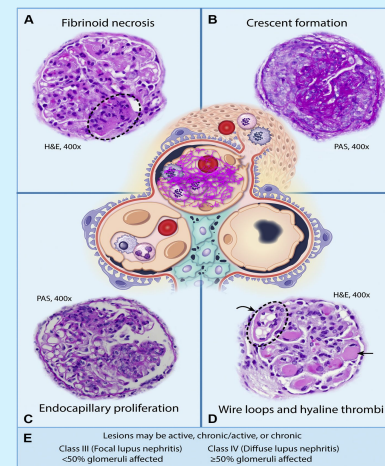 A Fibrinoid necrosis
B Crescent formation
H&E, 400x
PAS, 400x
PAS, 400x
H&E, 400x
C Endocapillary proliferation
D Wire loops and hyaline thrombi
E Lesions may be active, chronic/active, or chronic
Class III (Focal lupus nephritis)
<50% glomeruli affected
Class IV (Diffuse lupus nephritis)
≥50% glomeruli affected